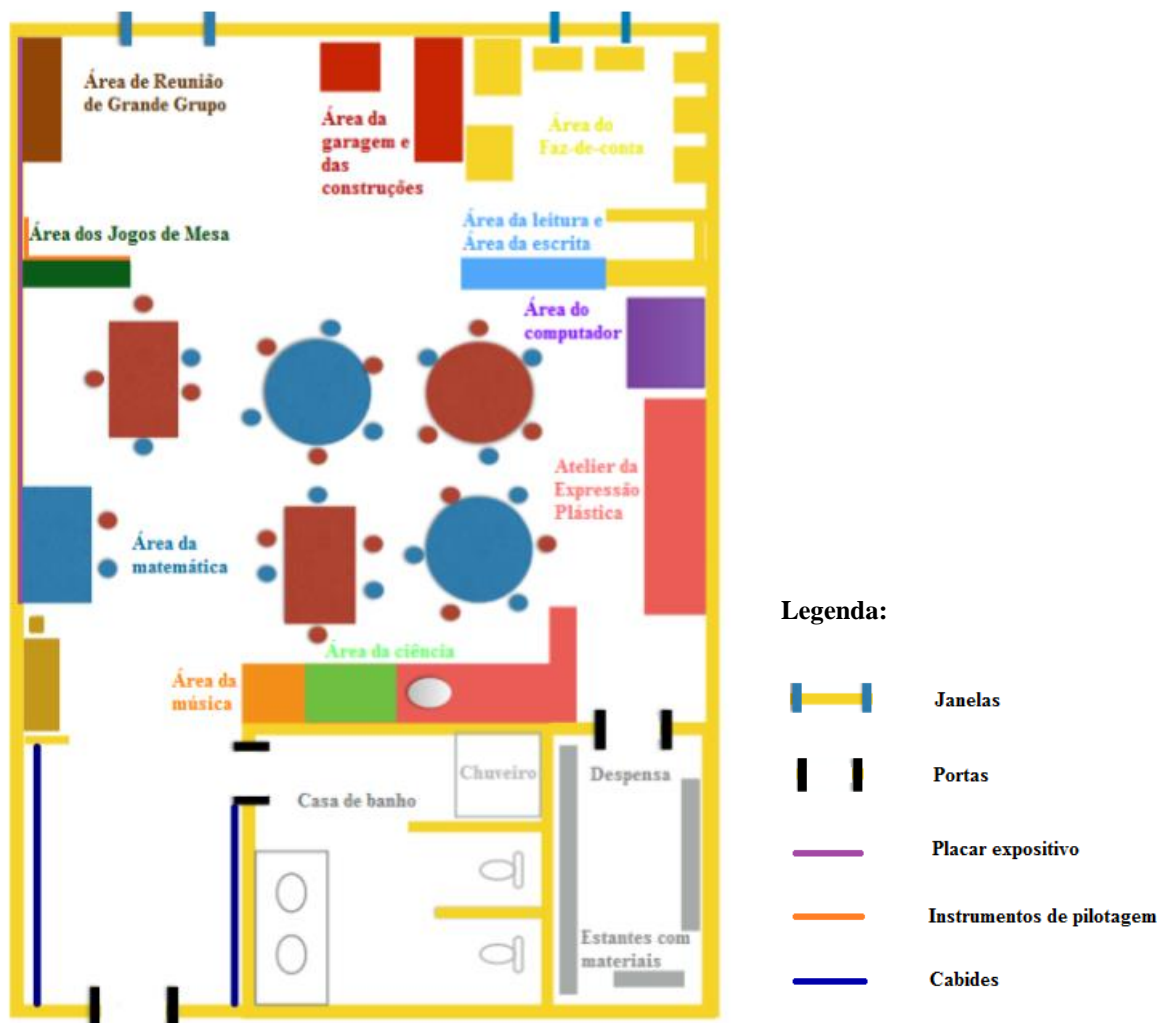 Área de Reunião
de Grande Grupo
Área da
garagem e
das
construções
Área do
Faz-de-conta
Área dos Jogos de Mesa
Área da leitura e
Área da escrita
Área do
computador
Atelier da
Expressão
Plástica
Área da
matemática
Área da ciência
Área da
música
Chuveiro
Despensa
Casa de banho
Estantes com
materiais
Legenda:
Janelas
Portas
Placar expositivo
Instrumentos de pilotagem
Cabides